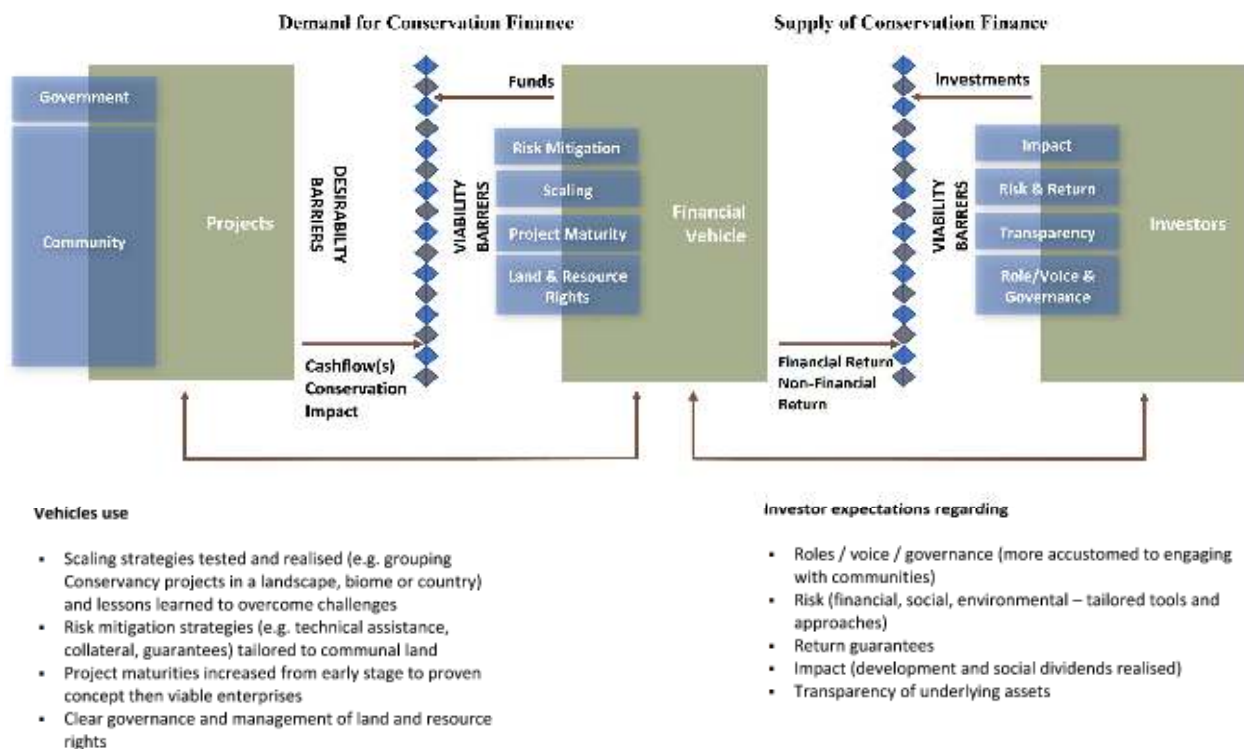 Demand for Conservation Finance
Supply of Conservation Finance
Government
Community
Projects
DESIRABILTY
BARRIERS
Funds
VIABILITY
BARRERS
Risk Mitigation
Scaling
Project Maturity
Land & Resource
Rights
Financial
Vehicle
Cashflow(s)
Conservation
Impact
Investments
VIABILITY
BARRERS
Impact
Risk & Return
Transparency
Role/Voice &
Governance
Investors
Financial Return
Non-Financial
Return
Vehicles use
▪ Scaling strategies tested and realised (e.g. grouping
Conservancy projects in a landscape, biome or country)
and lessons learned to overcome challenges
▪ Risk mitigation strategies (e.g. technical assistance,
collateral, guarantees) tailored to communal land
▪ Project maturities increased from early stage to proven
concept then viable enterprises
▪ Clear governance and management of land and resource
rights
Investor expectations regarding
▪ Roles / voice / governance (more accustomed to engaging
with communities)
▪ Risk (financial, social, environmental – tailored tools and
approaches)
▪ Return guarantees
▪ Impact (development and social dividends realised)
▪ Transparency of underlying assets